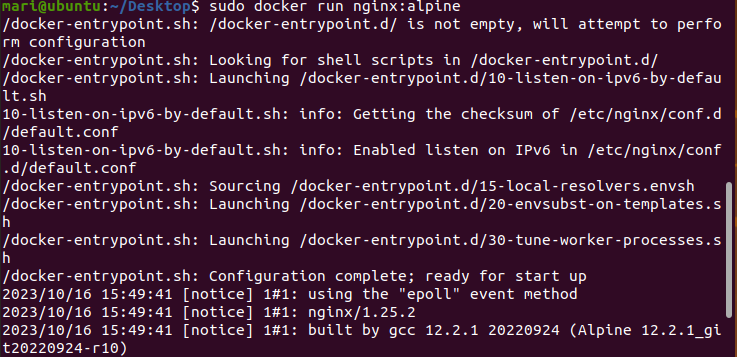 mari@ubuntu:~/Desktop$ sudo docker run nginx:alpine
/docker-entrypoint.sh: /docker-entrypoint.d/ is not empty, will attempt to perfo
rm configuration
/docker-entrypoint.sh: Looking for shell scripts in /docker-entrypoint.d/
/docker-entrypoint.sh: Launching /docker-entrypoint.d/10-listen-on-ipv6-by-defau
lt.sh
10-listen-on-ipv6-by-default.sh: info: Getting the checksum of /etc/nginx/conf.d
/default.conf
10-listen-on-ipv6-by-default.sh: info: Enabled listen on IPv6 in /etc/nginx/conf
.d/default.conf
/docker-entrypoint.sh: Sourcing /docker-entrypoint.d/15-local-resolvers.envsh
/docker-entrypoint.sh: Launching /docker-entrypoint.d/20-envsubst-on-templates.s
h
/docker-entrypoint.sh: Launching /docker-entrypoint.d/30-tune-worker-processes.s
h
/docker-entrypoint.sh: Configuration complete; ready for start up
2023/10/16 15:49:41 [notice] 1#1: using the "epoll" event method
2023/10/16 15:49:41 [notice] 1#1: nginx/1.25.2
2023/10/16 15:49:41 [notice] 1#1: built by gcc 12.2.1 20220924 (Alpine 12.2.1_gi
t20220924-r10)